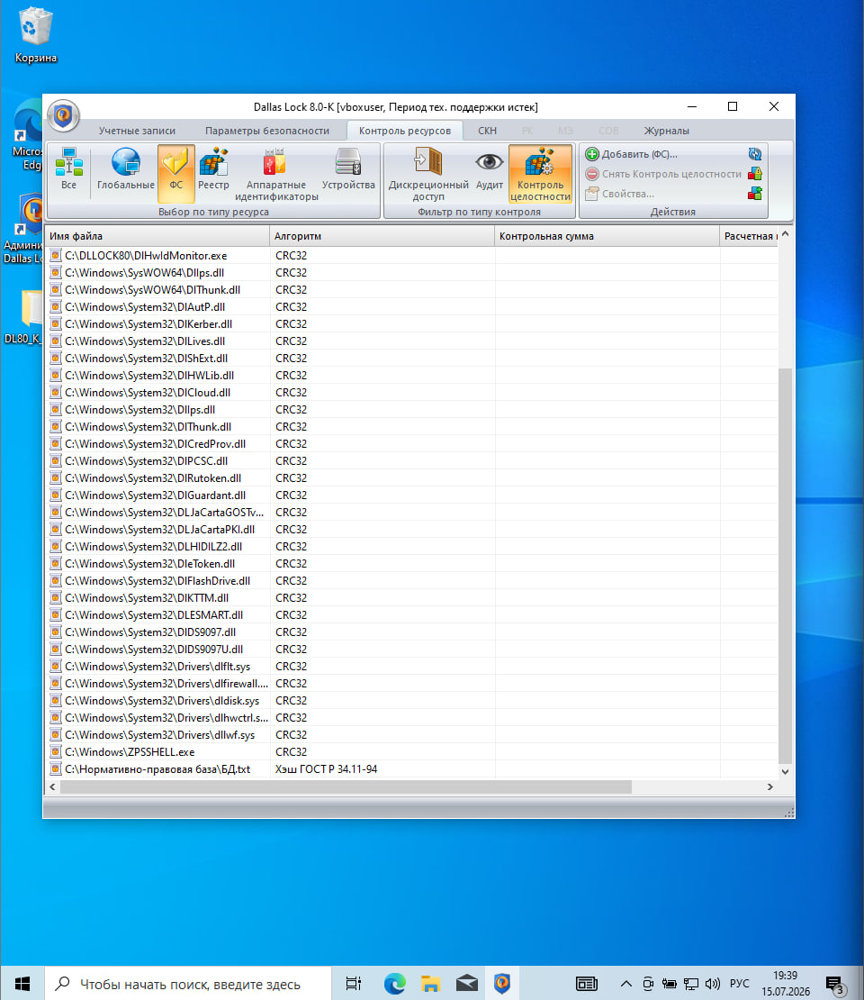 Корзина
Micros
Edg
Админи
Dallas Lo
DL80_K_
Dallas Lock 8.0-K [vboxuser, Период тех. поддержки истек]
Учетные записи Параметры безопасности Контроль ресурсов СКН РК МЭ СОВ Журналы
Все Глобальные ФС Реестр Аппаратные идентификаторы Устройства
Выбор по типу ресурса
Дискреционный доступ Аудит Контроль целостности
Фильтр по типу контроля
Добавить (ФС)...
Снять Контроль целостности
Свойства...
Действия
Имя файла Алгоритм Контрольная сумма Расчетная
C:\DLLOCK80\DlHwldMonitor.exe CRC32
C:\Windows\SysWOW64\DlIps.dll CRC32
C:\Windows\SysWOW64\DlThunk.dll CRC32
C:\Windows\System32\DlAutP.dll CRC32
C:\Windows\System32\DlKerber.dll CRC32
C:\Windows\System32\DlLives.dll CRC32
C:\Windows\System32\DlShExt.dll CRC32
C:\Windows\System32\DlHWLib.dll CRC32
C:\Windows\System32\DlCloud.dll CRC32
C:\Windows\System32\DlIps.dll CRC32
C:\Windows\System32\DlThunk.dll CRC32
C:\Windows\System32\DlCredProv.dll CRC32
C:\Windows\System32\DlPCSC.dll CRC32
C:\Windows\System32\DlRutoken.dll CRC32
C:\Windows\System32\DlGuardant.dll CRC32
C:\Windows\System32\DLJaCartaGOSTv... CRC32
C:\Windows\System32\DLJaCartaPKI.dll CRC32
C:\Windows\System32\DLHIDILZ2.dll CRC32
C:\Windows\System32\DleToken.dll CRC32
C:\Windows\System32\DlFlashDrive.dll CRC32
C:\Windows\System32\DlKTTM.dll CRC32
C:\Windows\System32\DLESMART.dll CRC32
C:\Windows\System32\DlDS9097.dll CRC32
C:\Windows\System32\DlDS9097U.dll CRC32
C:\Windows\System32\Drivers\dlflt.sys CRC32
C:\Windows\System32\Drivers\dlfirewall.... CRC32
C:\Windows\System32\Drivers\dldisk.sys CRC32
C:\Windows\System32\Drivers\dlhwctrl.s... CRC32
C:\Windows\System32\Drivers\dllwf.sys CRC32
C:\Windows\ZPSSHELL.exe CRC32
C:\Нормативно-правовая база\БД.txt Хэш ГОСТ Р 34.11-94
Чтобы начать поиск, введите здесь
РУС
19:39
15.07.2026
3